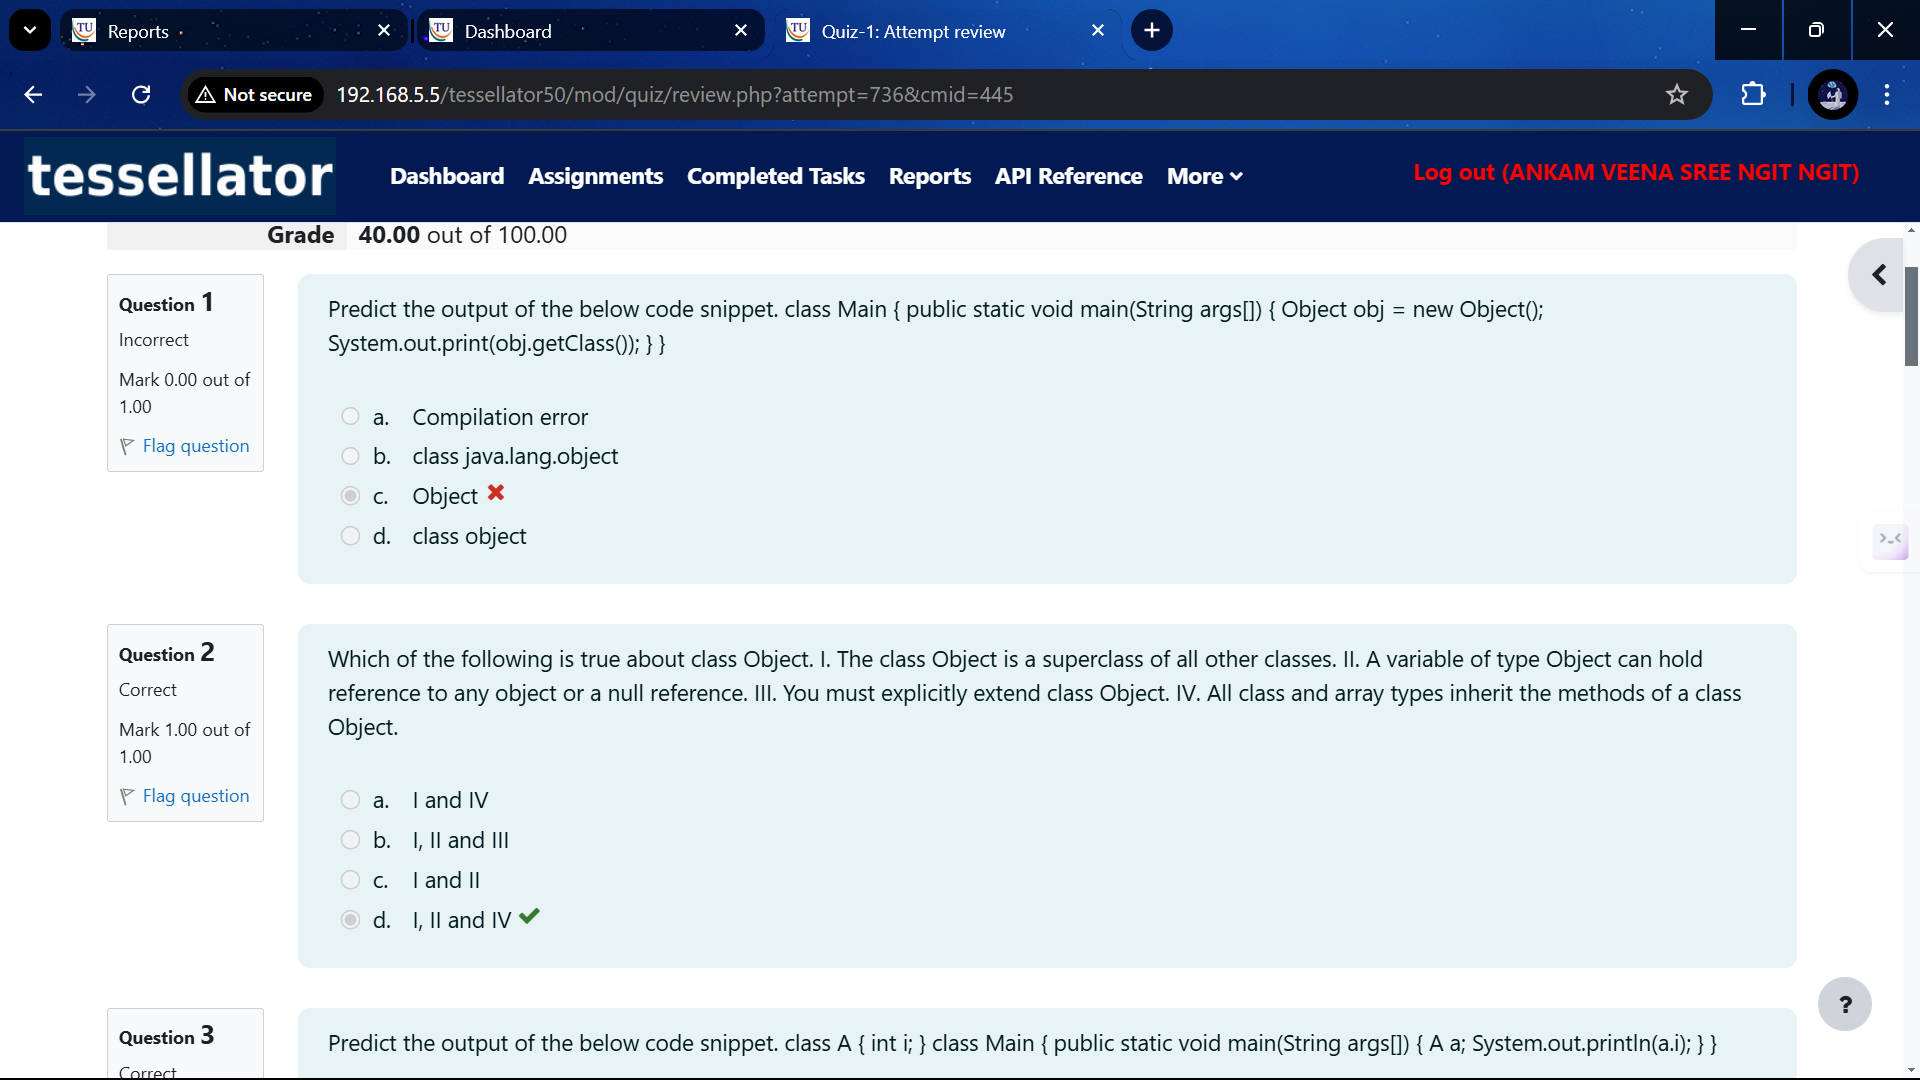 TU Reports
TU Dashboard
TU Quiz-1: Attempt review
Not secure 192.168.5.5/tessellator50/mod/quiz/review.php?attempt=736&cmid=445
tessellator Dashboard Assignments Completed Tasks Reports API Reference More Log out (ANKAM VEENA SREE NGIT NGIT)
Grade 40.00 out of 100.00
Question 1
Incorrect
Mark 0.00 out of
1.00
Flag question
Predict the output of the below code snippet. class Main { public static void main(String args[]) { Object obj = new Object();
System.out.print(obj.getClass()); } }
a. Compilation error
b. class java.lang.object
c. Object
d. class object
Question 2
Correct
Mark 1.00 out of
1.00
Flag question
Which of the following is true about class Object. I. The class Object is a superclass of all other classes. II. A variable of type Object can hold
reference to any object or a null reference. III. You must explicitly extend class Object. IV. All class and array types inherit the methods of a class
Object.
a. I and IV
b. I, II and III
c. I and II
d. I, II and IV
?
Question 3
Correct
Predict the output of the below code snippet. class A { int i; } class Main { public static void main(String args[]) { A a; System.out.println(a.i); } }